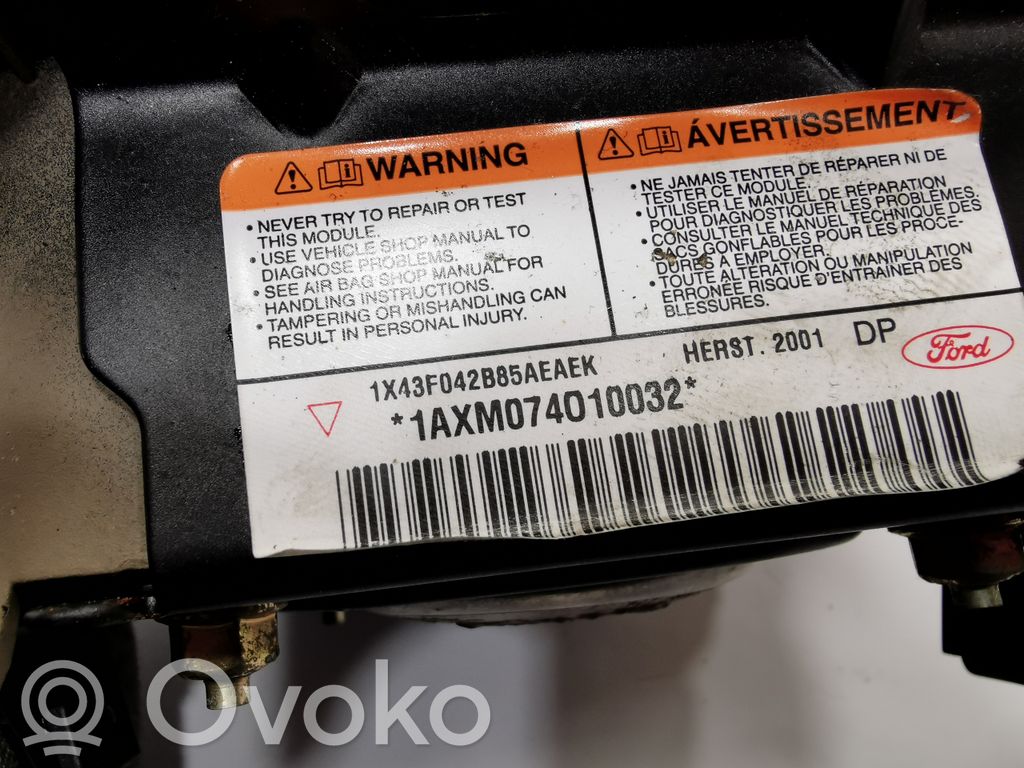 WARNING
• NEVER TRY TO REPAIR OR TEST
THIS MODULE.
• USE VEHICLE SHOP MANUAL TO
DIAGNOSE PROBLEMS.
• SEE AIR BAG SHOP MANUAL FOR
HANDLING INSTRUCTIONS.
• TAMPERING OR MISHANDLING CAN
RESULT IN PERSONAL INJURY.
ÁVERTISSEMENT
• NE JAMAIS TENTER DE RÉPARER NI DE
TESTER CE MODULE.
• UTILISER LE MANUEL DE RÉPARATION
POUR DIAGNOSTIQUER LES PROBLÈMES.
• CONSULTER LE MANUEL TECHNIQUE DES
SACS GONFLABLES POUR LES PROCÉ-
DURES À EMPLOYER.
• TOUTE ALTÉRATION OU MANIPULATION
ERRONÉE RISQUE D'ENTRAÎNER DES
BLESSURES.
1X43F042B85AEAEK HERST. 2001 DP Ford
*1AXM074010032*
Ovoko